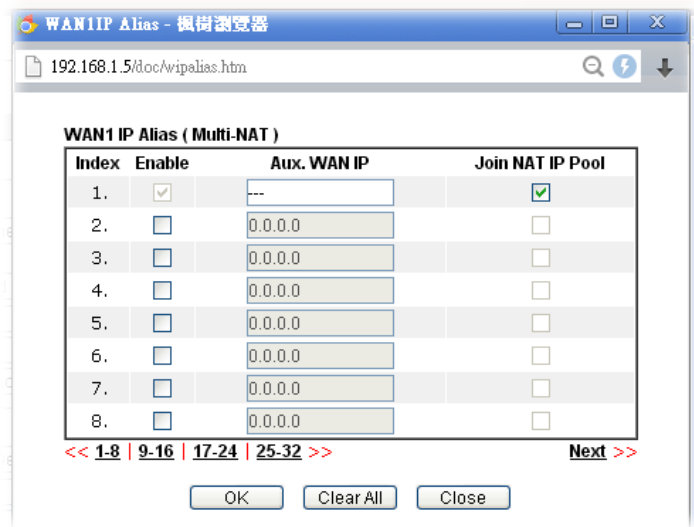 WAN1IP Alias - 楓樹瀏覽器
192.168.1.5/doc/wipalias.htm
WAN1 IP Alias ( Multi-NAT )
Index Enable Aux. WAN IP Join NAT IP Pool
1. ---
2. 0.0.0.0
3. 0.0.0.0
4. 0.0.0.0
5. 0.0.0.0
6. 0.0.0.0
7. 0.0.0.0
8. 0.0.0.0
<< 1-8 | 9-16 | 17-24 | 25-32 >> Next >>
OK Clear All Close